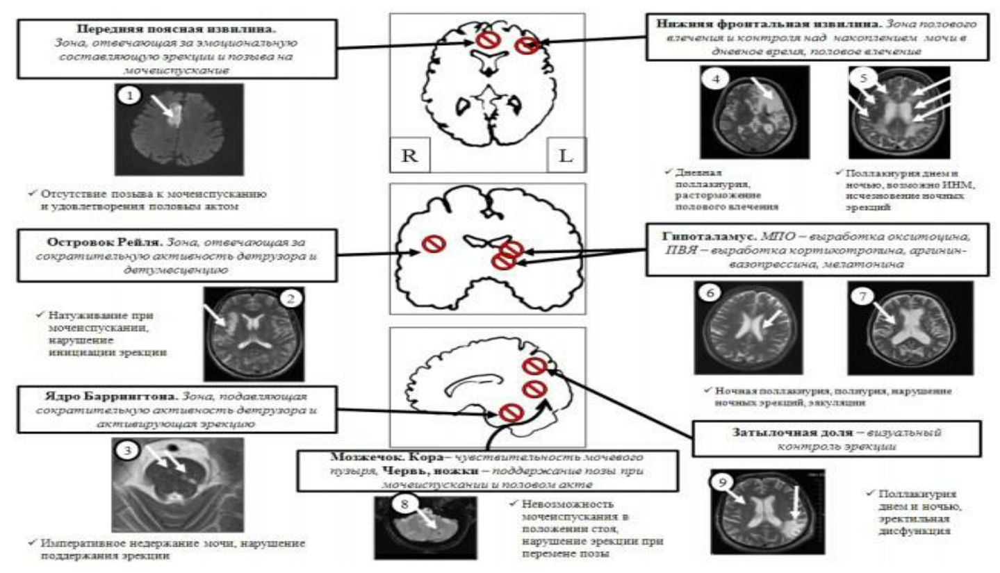 Передняя поясная извилина.
Зона, отвечающая за эмоциональную
составляющую эрекции и позыва на
мочеиспускание
1
✓ Отсутствие позыва к мочеиспусканию
и удовлетворения половым актом
Островок Рейля. Зона, отвечающая за
сократительную активность детрузора и
детумесценцию
2
✓ Натуживание при
мочеиспускании,
нарушение
инициации эрекции
Ядро Баррингтона. Зона, подавляющая
сократительную активность детрузора и
активирующая эрекцию
3
✓ Императивное недержание мочи, нарушение
поддержания эрекции
R
L
Мозжечок. Кора– чувствительность мочевого
пузыря, Червь, ножки – поддержание позы при
мочеиспускании и половом акте
8
✓ Невозможность
мочеиспускания в
положении стоя,
нарушение эрекции при
перемене позы
Нижняя фронтальная извилина. Зона полового
влечения и контроля над накоплением мочи в
дневное время, половое влечение
4
✓ Дневная
поллакиурия,
расторможение
полового влечения
5
✓ Поллакиурия днем и
ночью, возможно ИНМ,
исчезновение ночных
эрекций
Гипоталамус. МПО – выработка окситоцина,
ПВЯ – выработка кортикотропина, аргинин-
вазопрессина, мелатонина
6
7
✓ Ночная поллакиурия, полиурия, нарушение
ночных эрекций, эякуляции
Затылочная доля – визуальный
контроль эрекции
9
✓ Поллакиурия
днем и ночью,
эректильная
дисфункция